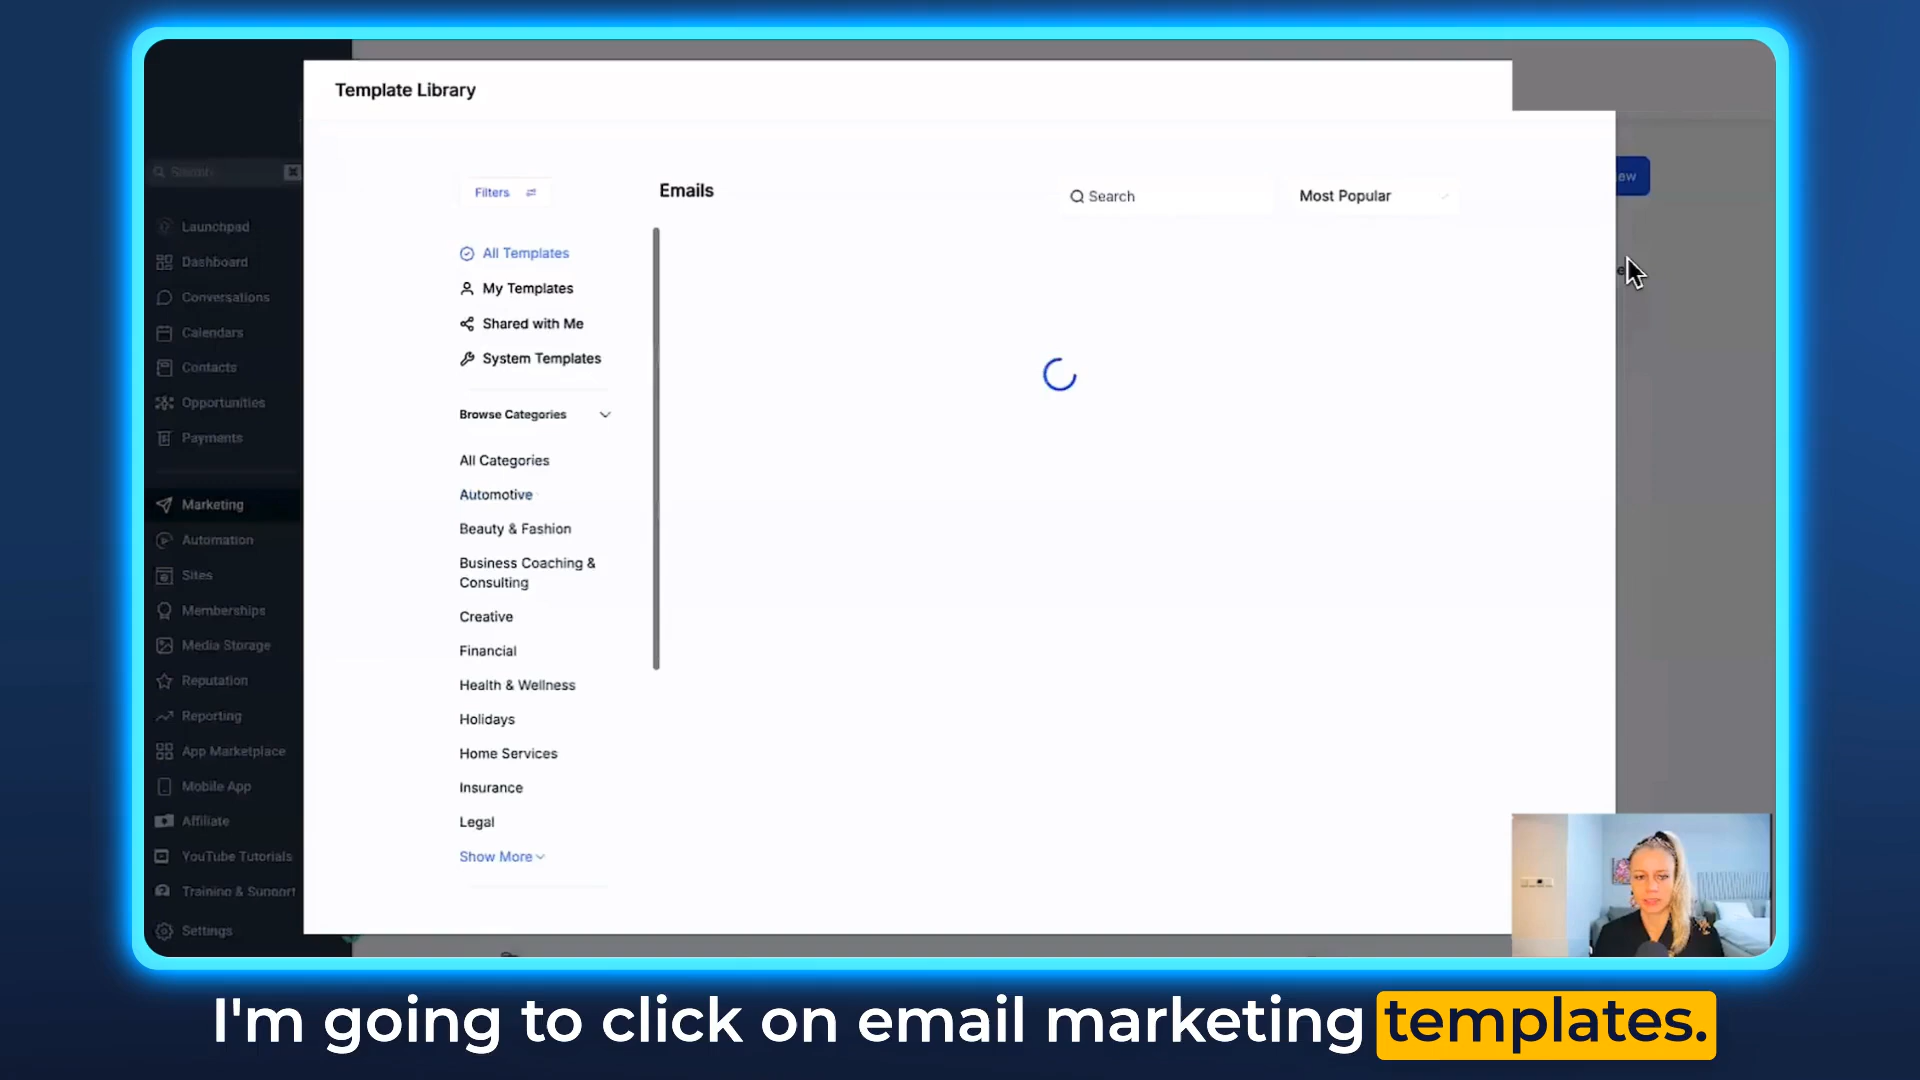 Template Library
Search
Launchpad
Dashboard
Conversations
Calendars
Contacts
Opportunities
Payments
Marketing
Automation
Sites
Memberships
Media Storage
Reputation
Reporting
App Marketplace
Mobile App
Affiliate
YouTube Tutorials
Training & Support
Settings
Filters
All Templates
My Templates
Shared with Me
System Templates
Browse Categories
All Categories
Automotive
Beauty & Fashion
Business Coaching &
Consulting
Creative
Financial
Health & Wellness
Holidays
Home Services
Insurance
Legal
Show More
Emails
Search
Most Popular
I'm going to click on email marketing templates.